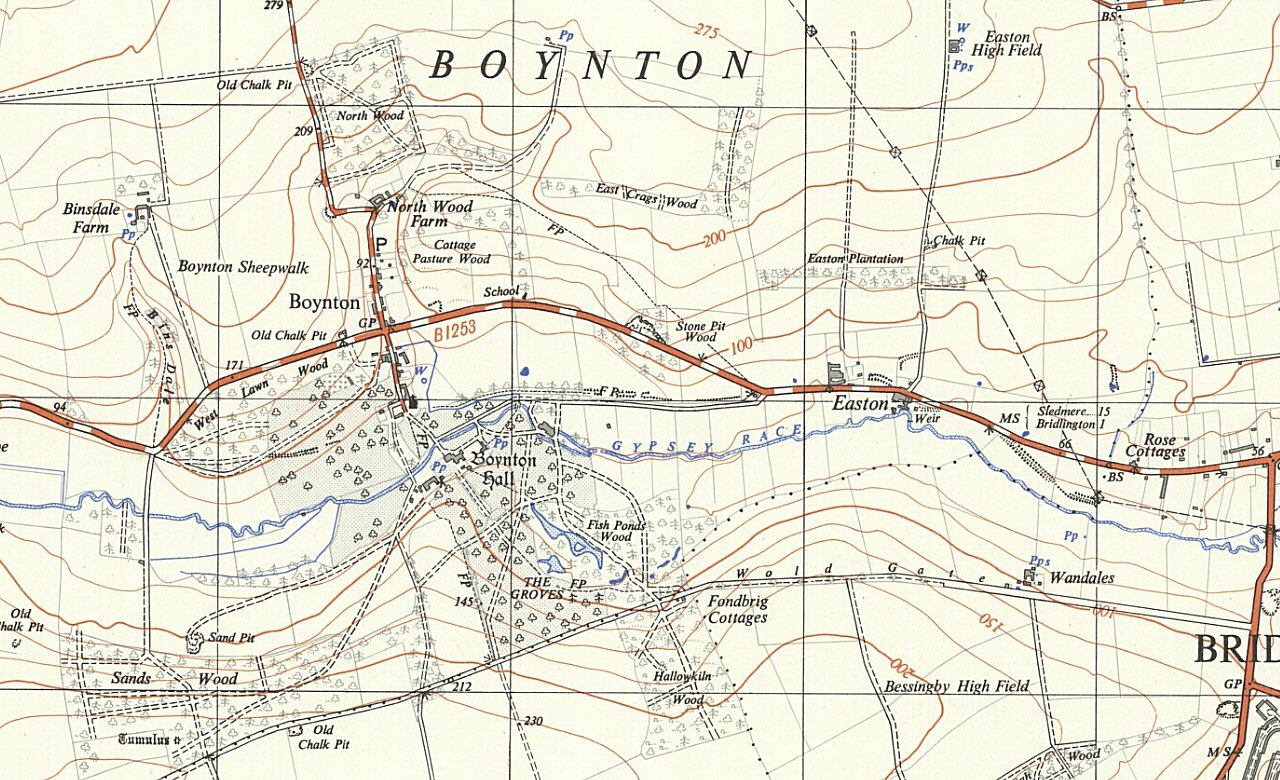 279
275
BS
W
Easton
High Field
Pps
Pp
BOYNTON
Old Chalk Pit
North Wood
209
East Crags Wood
Binsdale
Farm
Pp
North Wood
Farm
P
Cottage
Pasture Wood
FP
200
Chalk Pit
92
Boynton Sheepwalk
Easton Plantation
Boynton
School
FP
Bins Dale
GP
Old Chalk Pit
B1253
Stone Pit
Wood
100
171
West Lawn Wood
W
FP
94
Easton
Weir
MS
Sledmere....15
Bridlington 1
66
Rose
Cottages
BS
56
GYPSEY RACE
FP
Pp
Boynton
Hall
Pp
Fish Ponds
Wood
Pp
Pps
Wandales
THE
GROVES
FP
FP
145
Wold Gate
Fondbrig
Cottages
150
100
Old
Chalk Pit
Sand Pit
BRID
Sands Wood
Hallowkiln
Wood
200
Bessingby High Field
GP
212
230
Old
Chalk Pit
Tumulus
Wood
MS